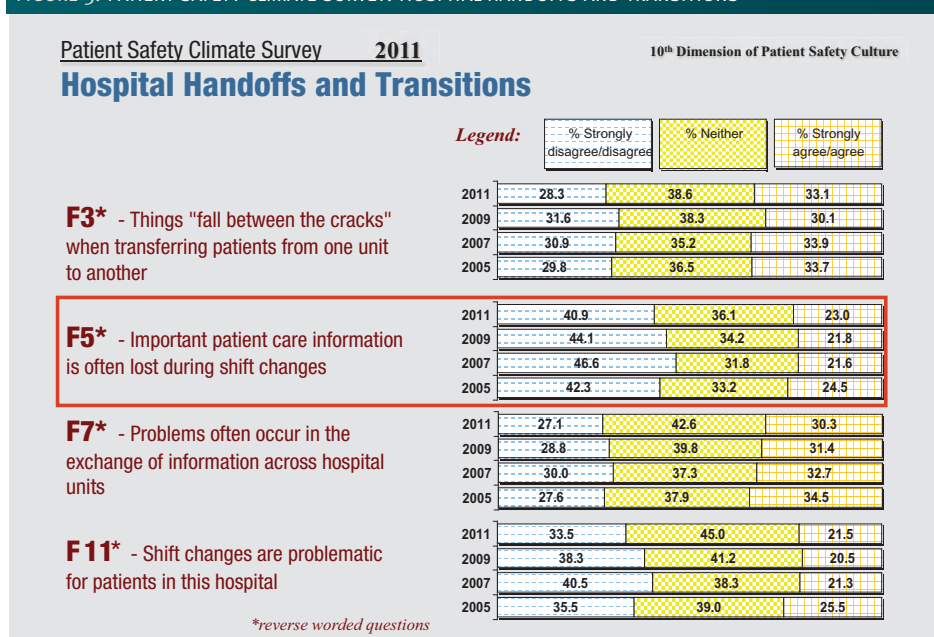 Patient Safety Climate Survey 2011
10th Dimension of Patient Safety Culture
Hospital Handoffs and Transitions
Legend:
% Strongly
disagree/disagree
% Neither
% Strongly
agree/agree
F3* - Things "fall between the cracks"
when transferring patients from one unit
to another
2011 28.3 38.6 33.1
2009 31.6 38.3 30.1
2007 30.9 35.2 33.9
2005 29.8 36.5 33.7
F5* - Important patient care information
is often lost during shift changes
2011 40.9 36.1 23.0
2009 44.1 34.2 21.8
2007 46.6 31.8 21.6
2005 42.3 33.2 24.5
F7* - Problems often occur in the
exchange of information across hospital
units
2011 27.1 42.6 30.3
2009 28.8 39.8 31.4
2007 30.0 37.3 32.7
2005 27.6 37.9 34.5
F11* - Shift changes are problematic
for patients in this hospital
2011 33.5 45.0 21.5
2009 38.3 41.2 20.5
2007 40.5 38.3 21.3
2005 35.5 39.0 25.5
*reverse worded questions